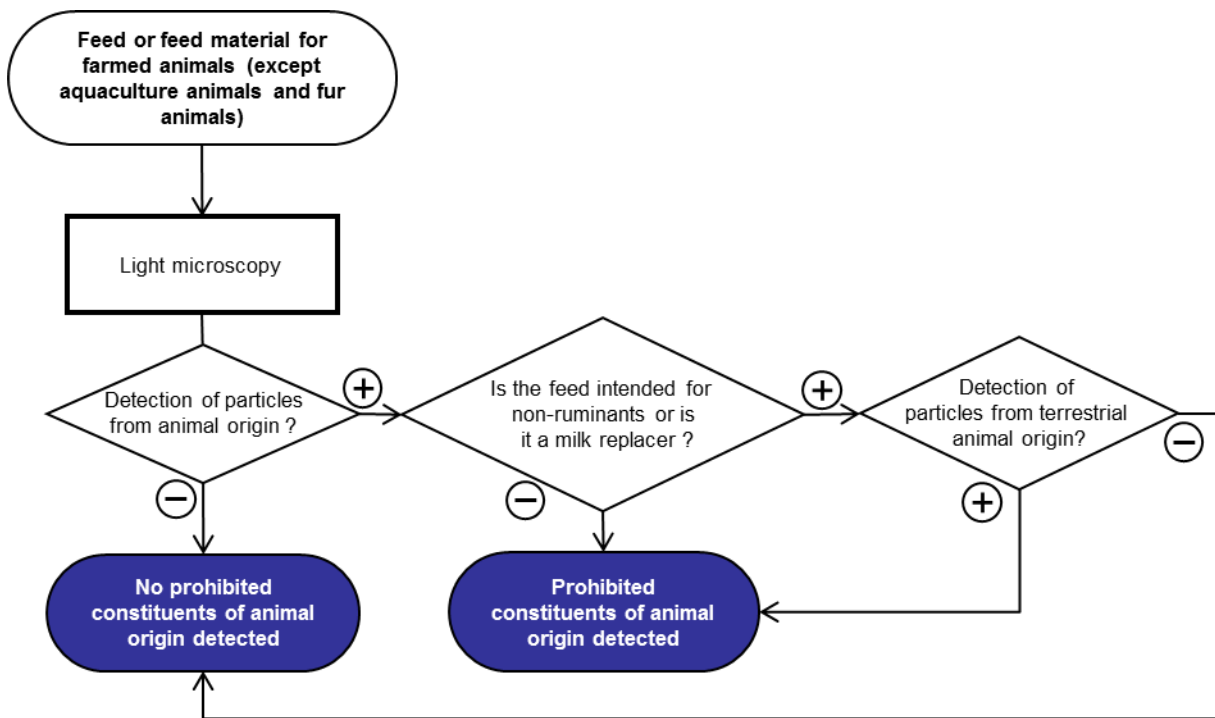 Feed or feed material for
farmed animals (except
aquaculture animals and fur
animals)
Light microscopy
Detection of particles
from animal origin ?
+
−
Is the feed intended for
non-ruminants or is
it a milk replacer ?
+
−
Detection of
particles from terrestrial
animal origin?
−
+
No prohibited
constituents of animal
origin detected
Prohibited
constituents of animal
origin detected